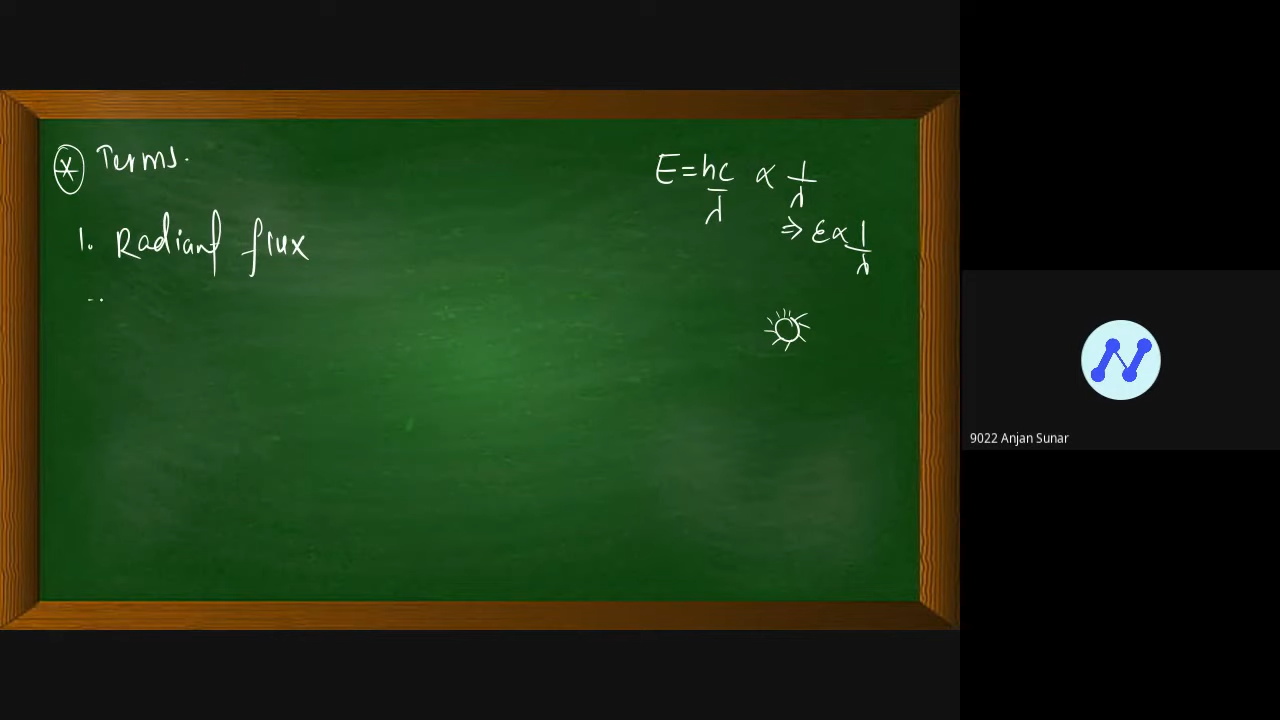 Terms.
1. Radiant flux
E = hc/λ ∝ 1/λ
⇒ ε ∝ 1/λ
9022 Anjan Sunar